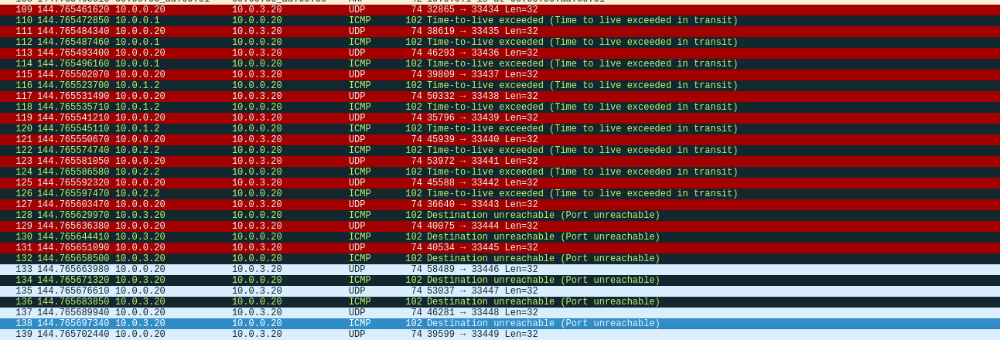 109 144.765461620 10.0.0.20 10.0.3.20 UDP 74 32865 → 33434 Len=32
110 144.765472850 10.0.0.1 10.0.0.20 ICMP 102 Time-to-live exceeded (Time to live exceeded in transit)
111 144.765484340 10.0.0.20 10.0.3.20 UDP 74 38619 → 33435 Len=32
112 144.765487460 10.0.0.1 10.0.0.20 ICMP 102 Time-to-live exceeded (Time to live exceeded in transit)
113 144.765493400 10.0.0.20 10.0.3.20 UDP 74 46293 → 33436 Len=32
114 144.765496160 10.0.0.1 10.0.0.20 ICMP 102 Time-to-live exceeded (Time to live exceeded in transit)
115 144.765502070 10.0.0.20 10.0.3.20 UDP 74 39809 → 33437 Len=32
116 144.765523700 10.0.1.2 10.0.0.20 ICMP 102 Time-to-live exceeded (Time to live exceeded in transit)
117 144.765531490 10.0.0.20 10.0.3.20 UDP 74 50332 → 33438 Len=32
118 144.765535710 10.0.1.2 10.0.0.20 ICMP 102 Time-to-live exceeded (Time to live exceeded in transit)
119 144.765541210 10.0.0.20 10.0.3.20 UDP 74 35796 → 33439 Len=32
120 144.765545110 10.0.1.2 10.0.0.20 ICMP 102 Time-to-live exceeded (Time to live exceeded in transit)
121 144.765550670 10.0.0.20 10.0.3.20 UDP 74 45939 → 33440 Len=32
122 144.765574740 10.0.2.2 10.0.0.20 ICMP 102 Time-to-live exceeded (Time to live exceeded in transit)
123 144.765581050 10.0.0.20 10.0.3.20 UDP 74 53972 → 33441 Len=32
124 144.765586580 10.0.2.2 10.0.0.20 ICMP 102 Time-to-live exceeded (Time to live exceeded in transit)
125 144.765592320 10.0.0.20 10.0.3.20 UDP 74 45588 → 33442 Len=32
126 144.765597470 10.0.2.2 10.0.0.20 ICMP 102 Time-to-live exceeded (Time to live exceeded in transit)
127 144.765603470 10.0.0.20 10.0.3.20 UDP 74 36640 → 33443 Len=32
128 144.765629970 10.0.3.20 10.0.0.20 ICMP 102 Destination unreachable (Port unreachable)
129 144.765636380 10.0.0.20 10.0.3.20 UDP 74 40075 → 33444 Len=32
130 144.765644410 10.0.3.20 10.0.0.20 ICMP 102 Destination unreachable (Port unreachable)
131 144.765651090 10.0.0.20 10.0.3.20 UDP 74 40534 → 33445 Len=32
132 144.765658500 10.0.3.20 10.0.0.20 ICMP 102 Destination unreachable (Port unreachable)
133 144.765663980 10.0.0.20 10.0.3.20 UDP 74 58489 → 33446 Len=32
134 144.765671320 10.0.3.20 10.0.0.20 ICMP 102 Destination unreachable (Port unreachable)
135 144.765676610 10.0.0.20 10.0.3.20 UDP 74 53037 → 33447 Len=32
136 144.765683850 10.0.3.20 10.0.0.20 ICMP 102 Destination unreachable (Port unreachable)
137 144.765689940 10.0.0.20 10.0.3.20 UDP 74 46281 → 33448 Len=32
138 144.765697340 10.0.3.20 10.0.0.20 ICMP 102 Destination unreachable (Port unreachable)
139 144.765702440 10.0.0.20 10.0.3.20 UDP 74 39599 → 33449 Len=32